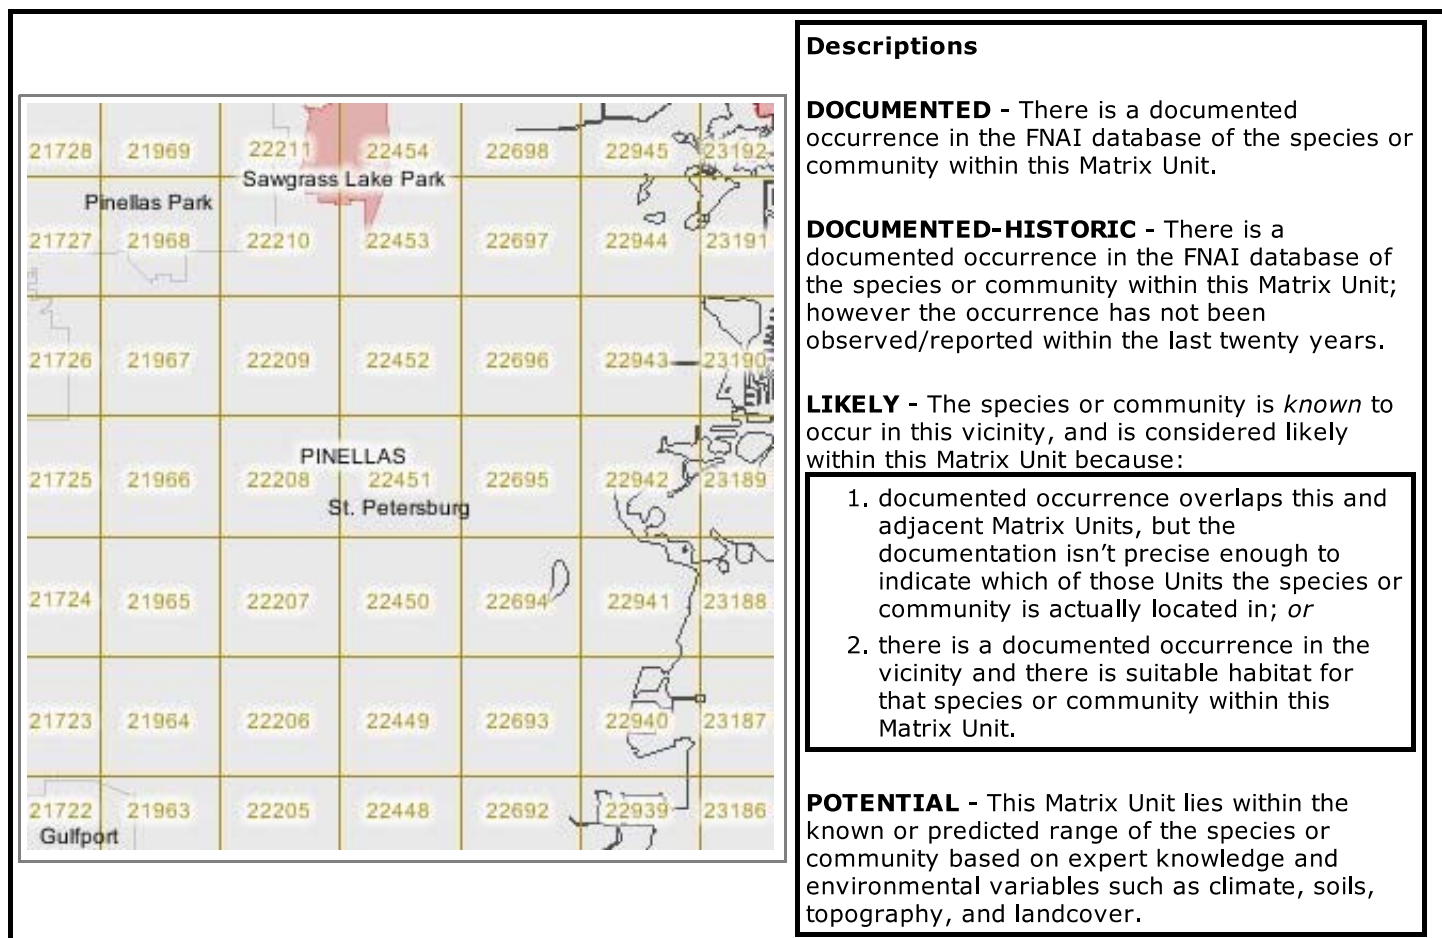 21728 21969 22211 22454 22698 22945 23192
Sawgrass Lake Park
Pinellas Park
21727 21968 22210 22453 22697 22944 23191
21726 21967 22209 22452 22696 22943 23190
PINELLAS
21725 21966 22208 22451 22695 22942 23189
St. Petersburg
21724 21965 22207 22450 22694 22941 23188
21723 21964 22206 22449 22693 22940 23187
21722 21963 22205 22448 22692 22939 23186
Gulfport
Descriptions
DOCUMENTED - There is a documented
occurrence in the FNAI database of the species or
community within this Matrix Unit.
DOCUMENTED-HISTORIC - There is a
documented occurrence in the FNAI database of
the species or community within this Matrix Unit;
however the occurrence has not been
observed/reported within the last twenty years.
LIKELY - The species or community is known to
occur in this vicinity, and is considered likely
within this Matrix Unit because:
1. documented occurrence overlaps this and
adjacent Matrix Units, but the
documentation isn't precise enough to
indicate which of those Units the species or
community is actually located in; or
2. there is a documented occurrence in the
vicinity and there is suitable habitat for
that species or community within this
Matrix Unit.
POTENTIAL - This Matrix Unit lies within the
known or predicted range of the species or
community based on expert knowledge and
environmental variables such as climate, soils,
topography, and landcover.